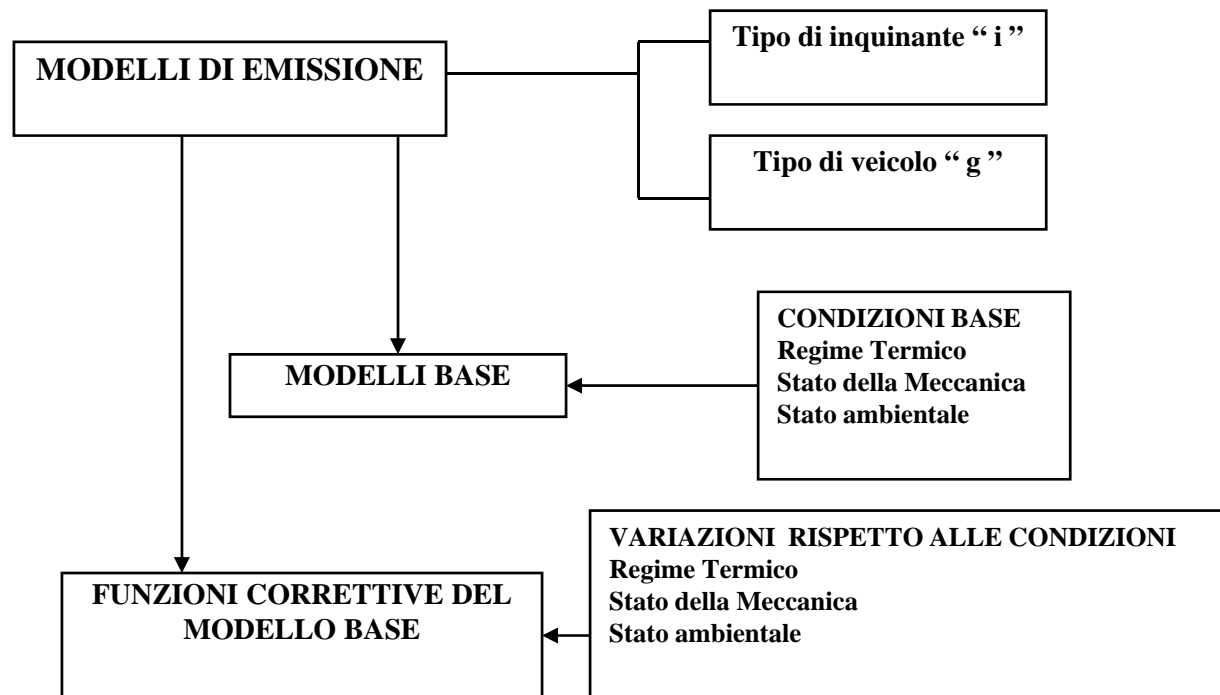 MODELLI DI EMISSIONE
Tipo di inquinante “ i ”
Tipo di veicolo “ g ”
CONDIZIONI BASE
Regime Termico
Stato della Meccanica
Stato ambientale
MODELLI BASE
VARIAZIONI RISPETTO ALLE CONDIZIONI
Regime Termico
Stato della Meccanica
Stato ambientale
FUNZIONI CORRETTIVE DEL
MODELLO BASE